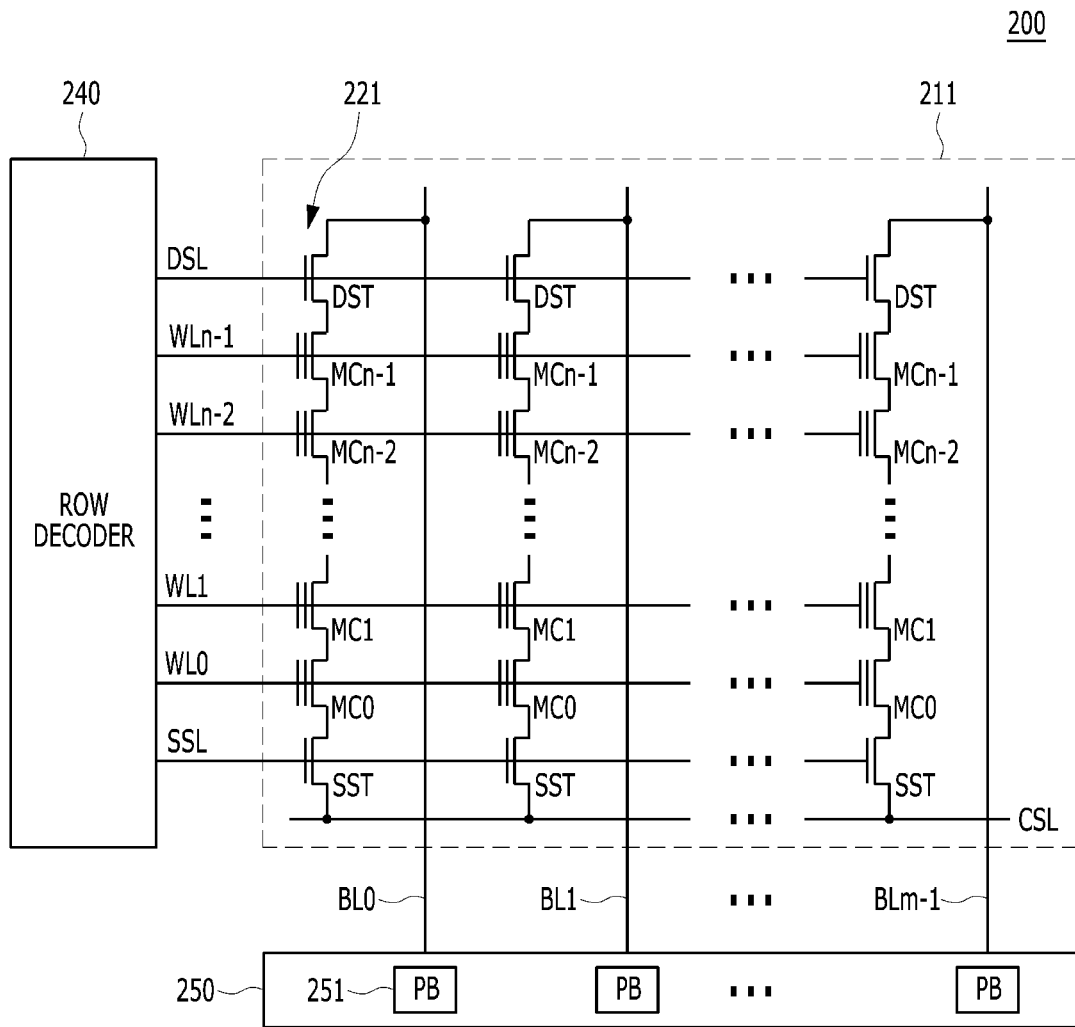 200
240 221 211
DSL
DST DST DST
WLn-1
MCn-1 MCn-1 MCn-1
WLn-2
MCn-2 MCn-2 MCn-2
ROW
DECODER
WL1
MC1 MC1 MC1
WL0
MC0 MC0 MC0
SSL
SST SST SST
CSL
BL0 BL1 BLm-1
250 251 PB PB PB